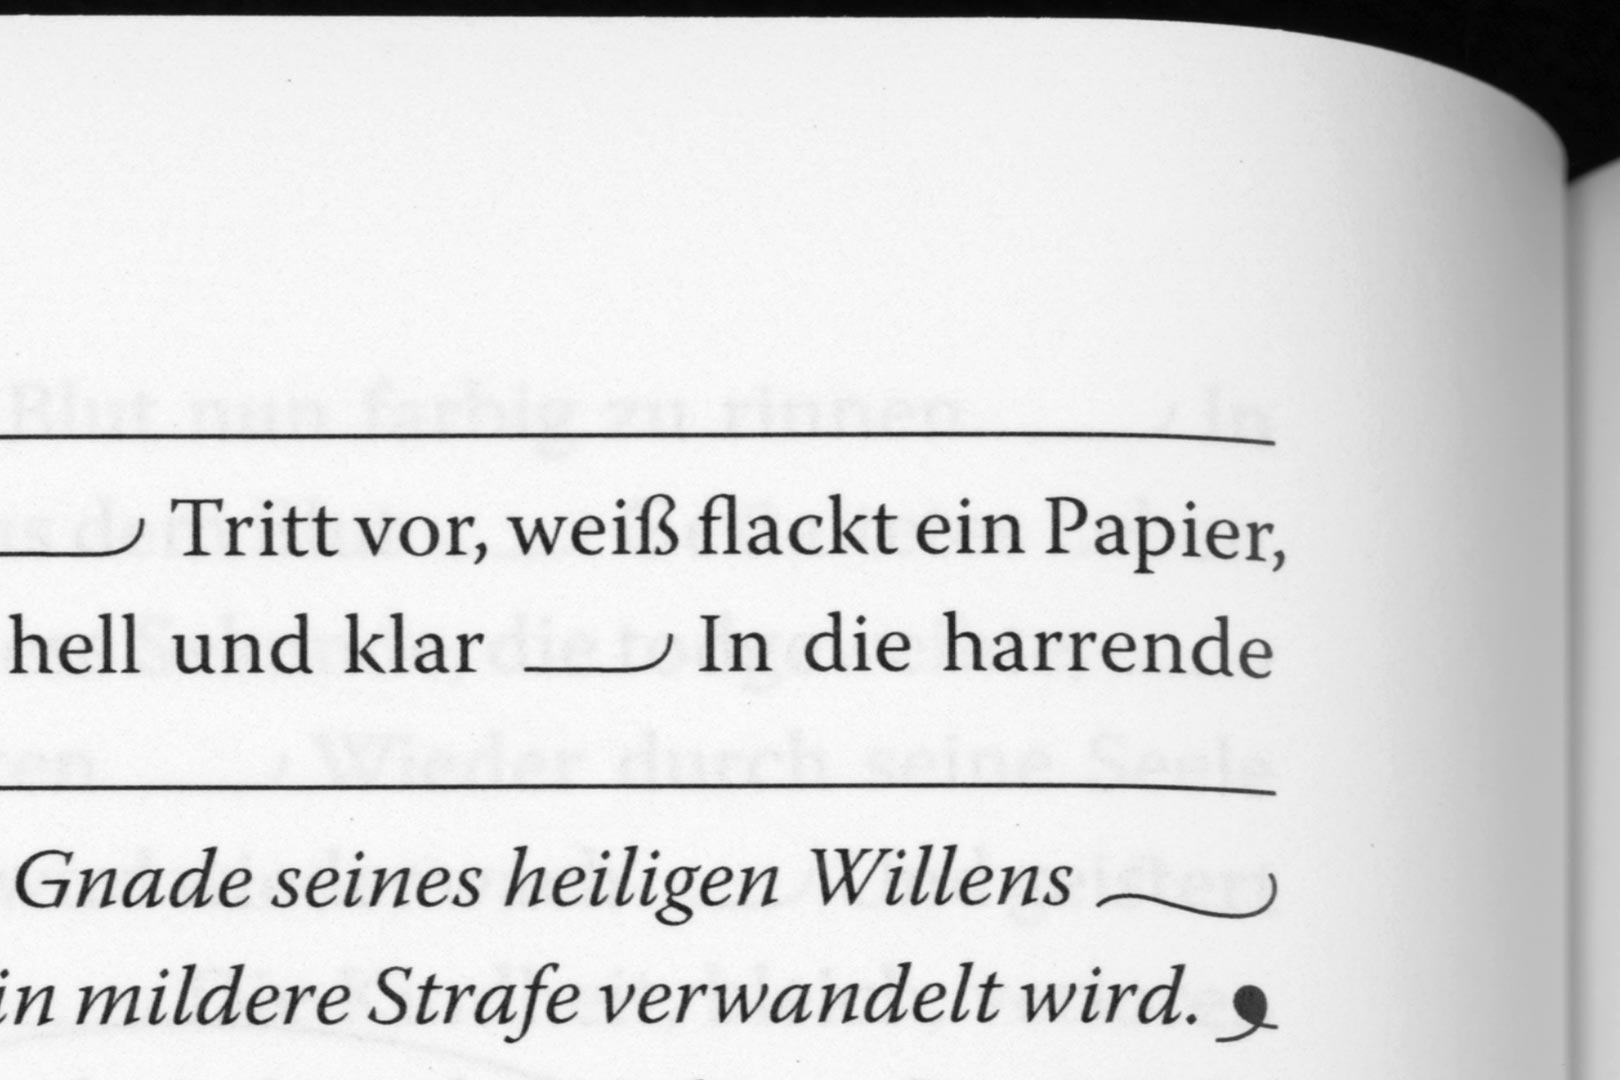 Tritt vor, weiß flackt ein Papier,
hell und klar In die harrende
Gnade seines heiligen Willens
in mildere Strafe verwandelt wird.